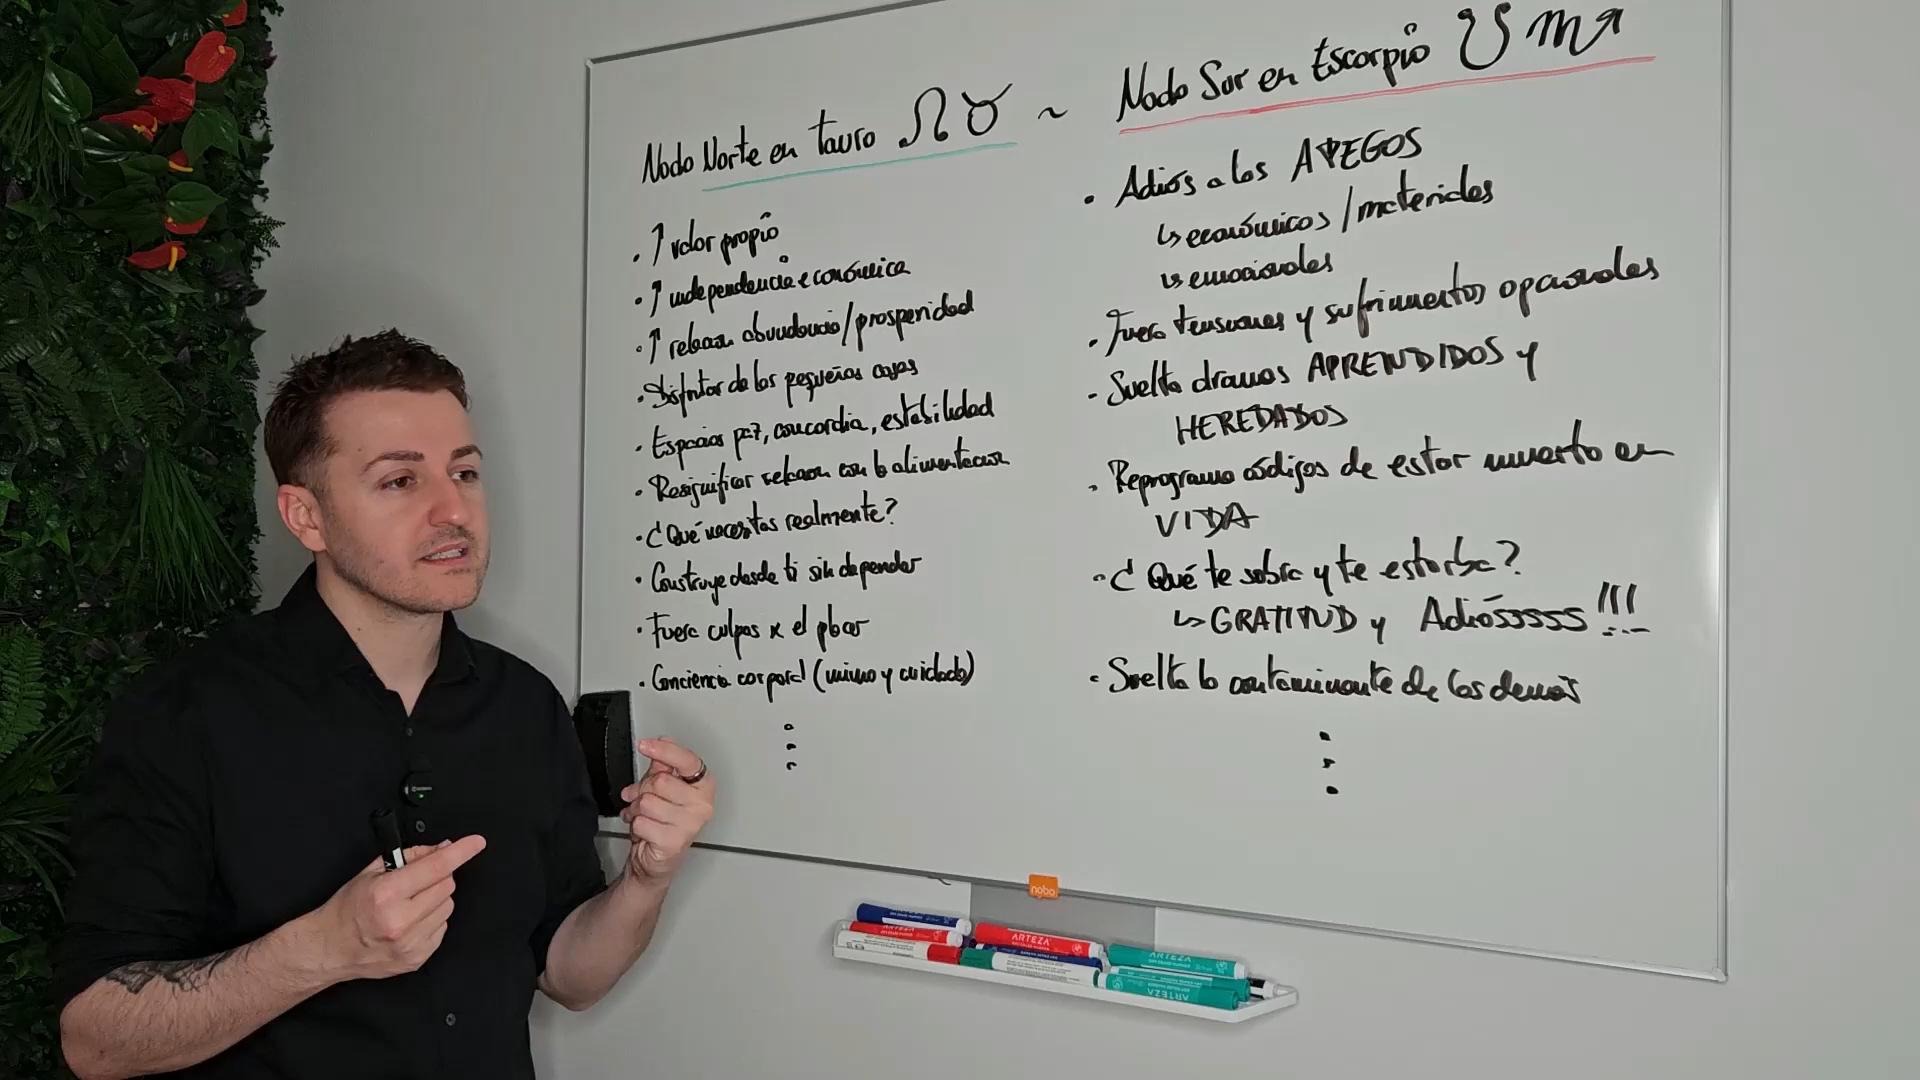 Nodo Norte en Tauro ☊ ♉ ~
• ↑ valor propio
• ↑ independencia económica
• ↑ relación abundancia/prosperidad
• Disfrutar de las pequeñas cosas
• Espacios paz, concordia, estabilidad
• Resignificar relación con la alimentación
• ¿Qué necesitas realmente?
• Construye desde ti sin depender
• Fuera culpas x el placer
• Conciencia corporal (mimo y cuidado)
Nodo Sur en Escorpio ☋ ♏
• Adiós a los APEGOS
↳ económicos/materiales
↳ emocionales
• Fuera tensiones y sufrimientos opcionales
• Suelta dramas APRENDIDOS y
HEREDADOS
• Reprograma códigos de estar muerto en
VIDA
• ¿Qué te sobra y te estorba?
↳ GRATITUD y Adiósssss!!!
• Suelta lo contaminante de los demás
nobo
ARTEZA
ARTEZA
ARTEZA